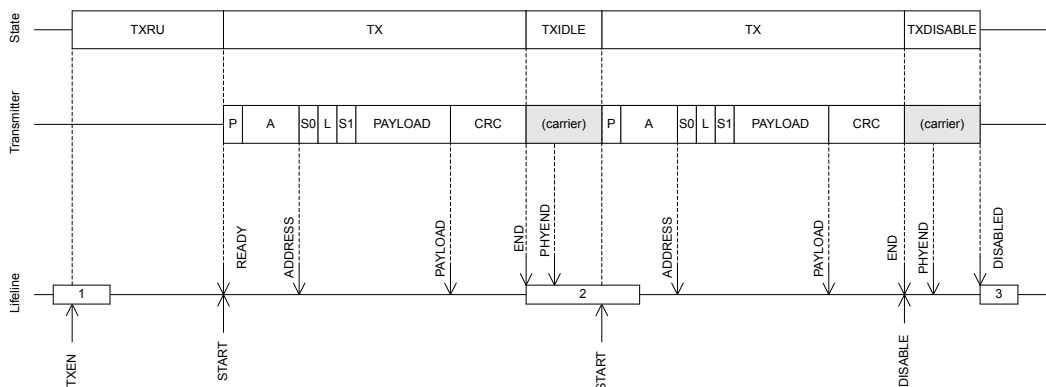 State
TXRU
TX
TXIDLE
TX
TXDISABLE
Transmitter
P
A
S0
L
S1
PAYLOAD
CRC
(carrier)
P
A
S0
L
S1
PAYLOAD
CRC
(carrier)
READY
ADDRESS
PAYLOAD
END
PHYEND
ADDRESS
PAYLOAD
END
PHYEND
DISABLED
Lifeline
1
2
3
TXEN
START
START
DISABLE